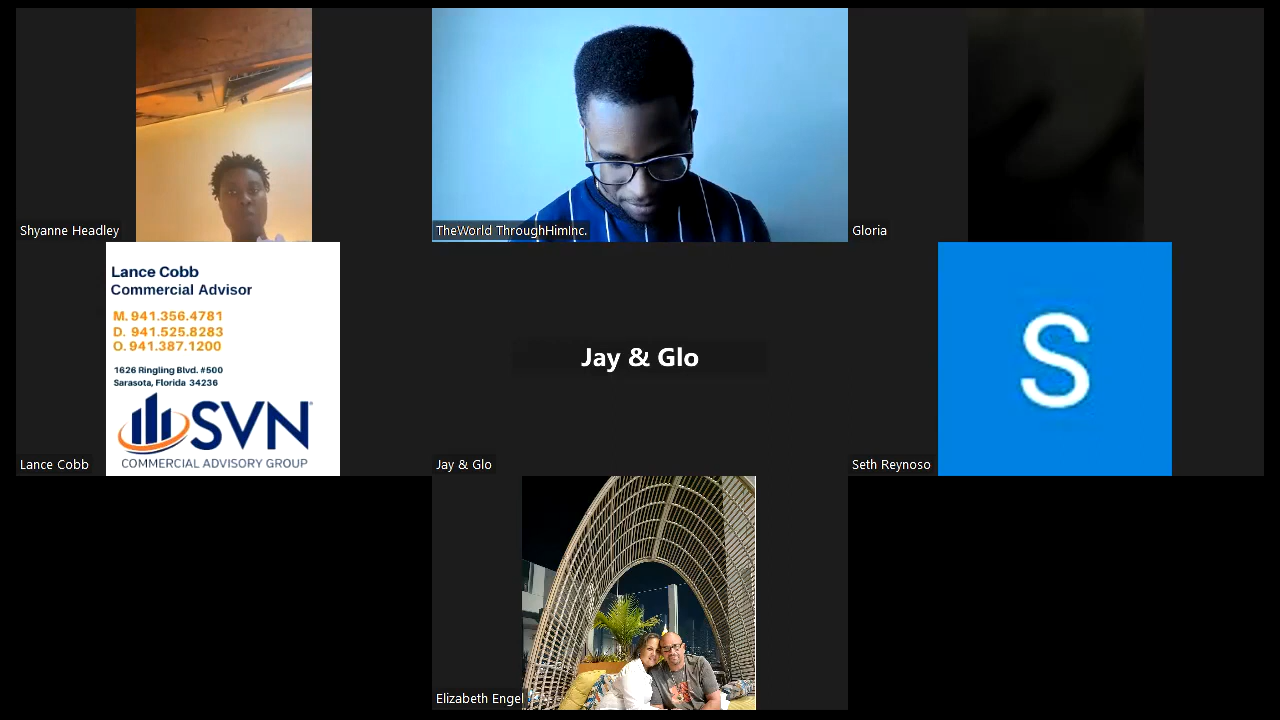 Shyanne Headley
TheWorld ThroughHimInc.
Gloria
Lance Cobb
Commercial Advisor
M. 941.356.4781
D. 941.525.8283
O. 941.387.1200
1626 Ringling Blvd. #500
Sarasota, Florida 34236
SVN
COMMERCIAL ADVISORY GROUP
Lance Cobb
Jay & Glo
Jay & Glo
S
Seth Reynoso
Elizabeth Engel